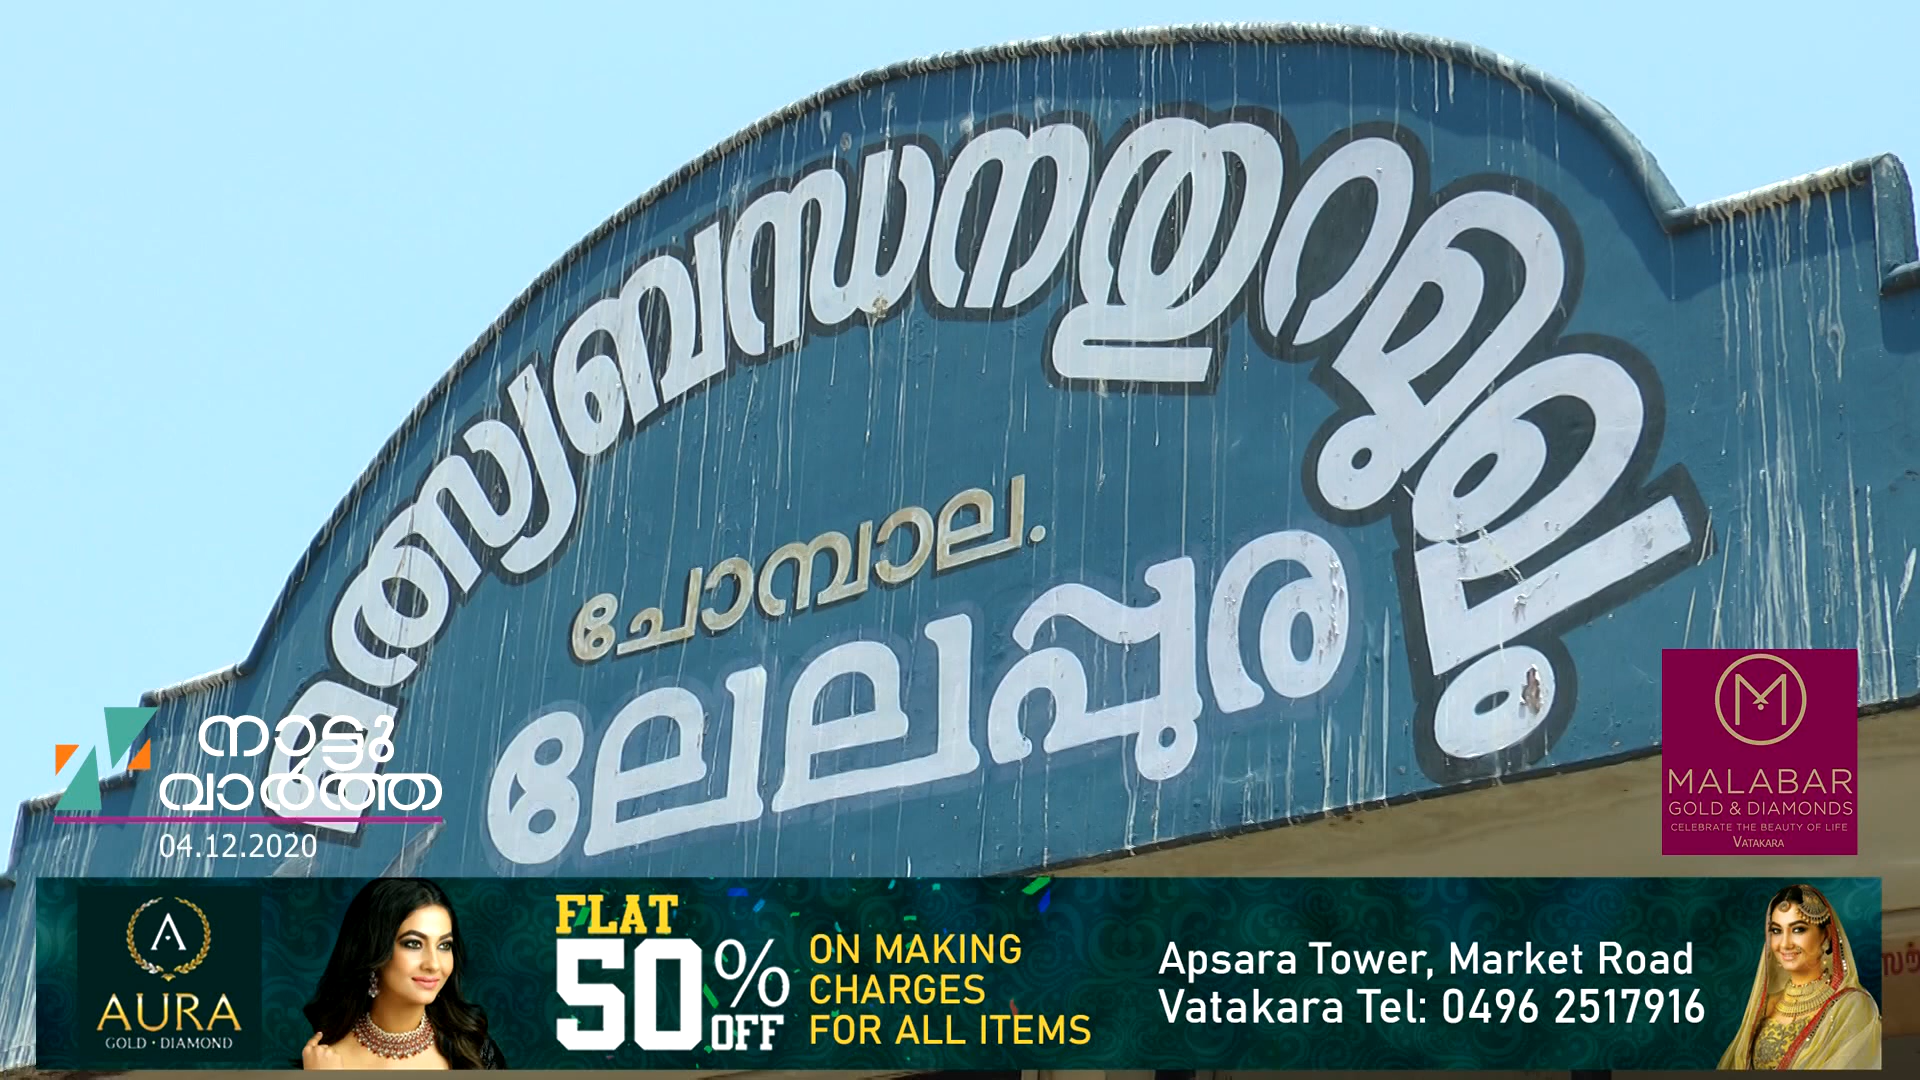 മത്സ്യബന്ധനതുറമുഖം
ചോമ്പാല.
ലേലപ്പുര
നാട്ടു
വാർത്ത
04.12.2020
M
MALABAR
GOLD & DIAMONDS
CELEBRATE THE BEAUTY OF LIFE
VATAKARA
A
AURA
GOLD • DIAMOND
FLAT
50% OFF
ON MAKING
CHARGES
FOR ALL ITEMS
Apsara Tower, Market Road
Vatakara Tel: 0496 2517916